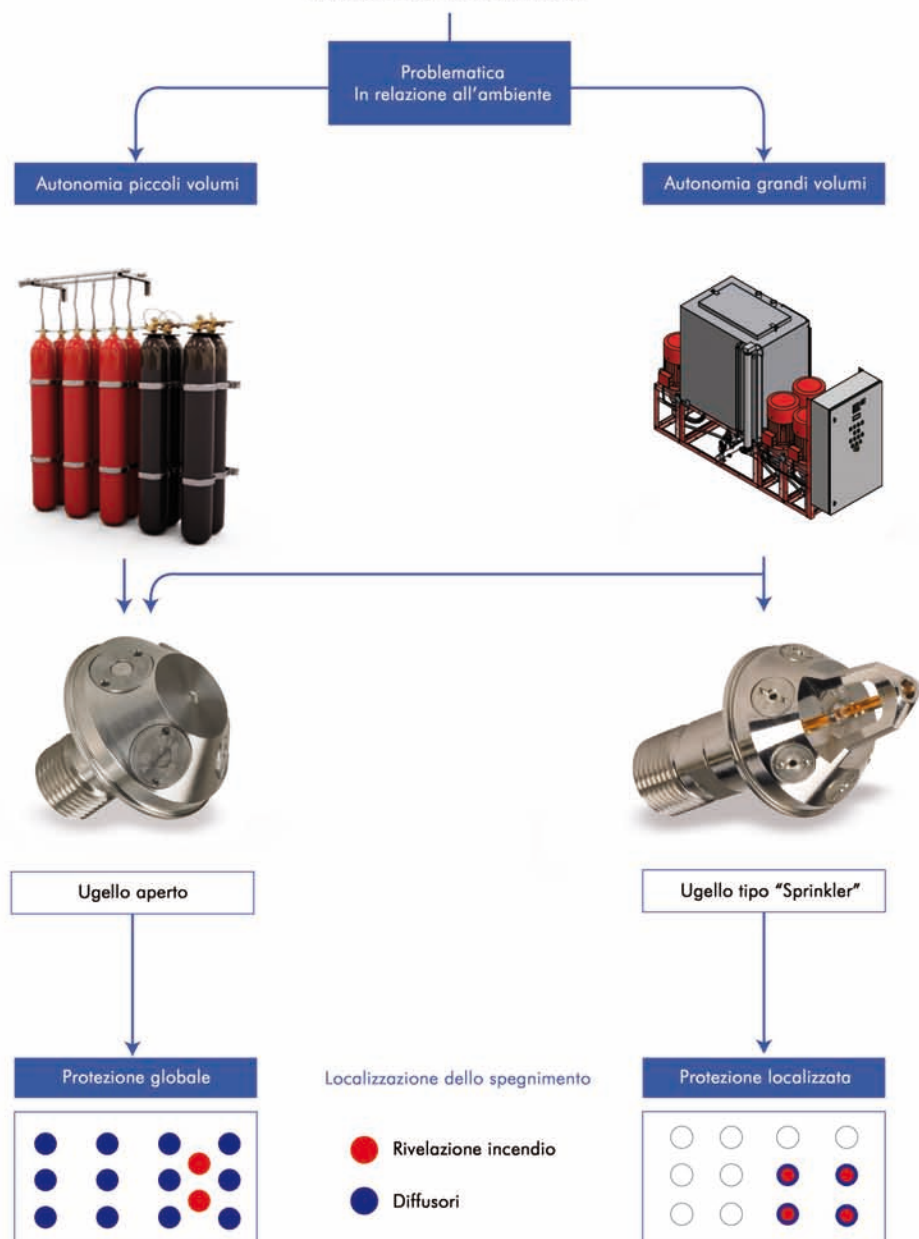 Problematica
In relazione all'ambiente
Autonomia piccoli volumi
Autonomia grandi volumi
Ugello aperto
Ugello tipo "Sprinkler"
Protezione globale
Localizzazione dello spegnimento
Protezione localizzata
Rivelazione incendio
Diffusori